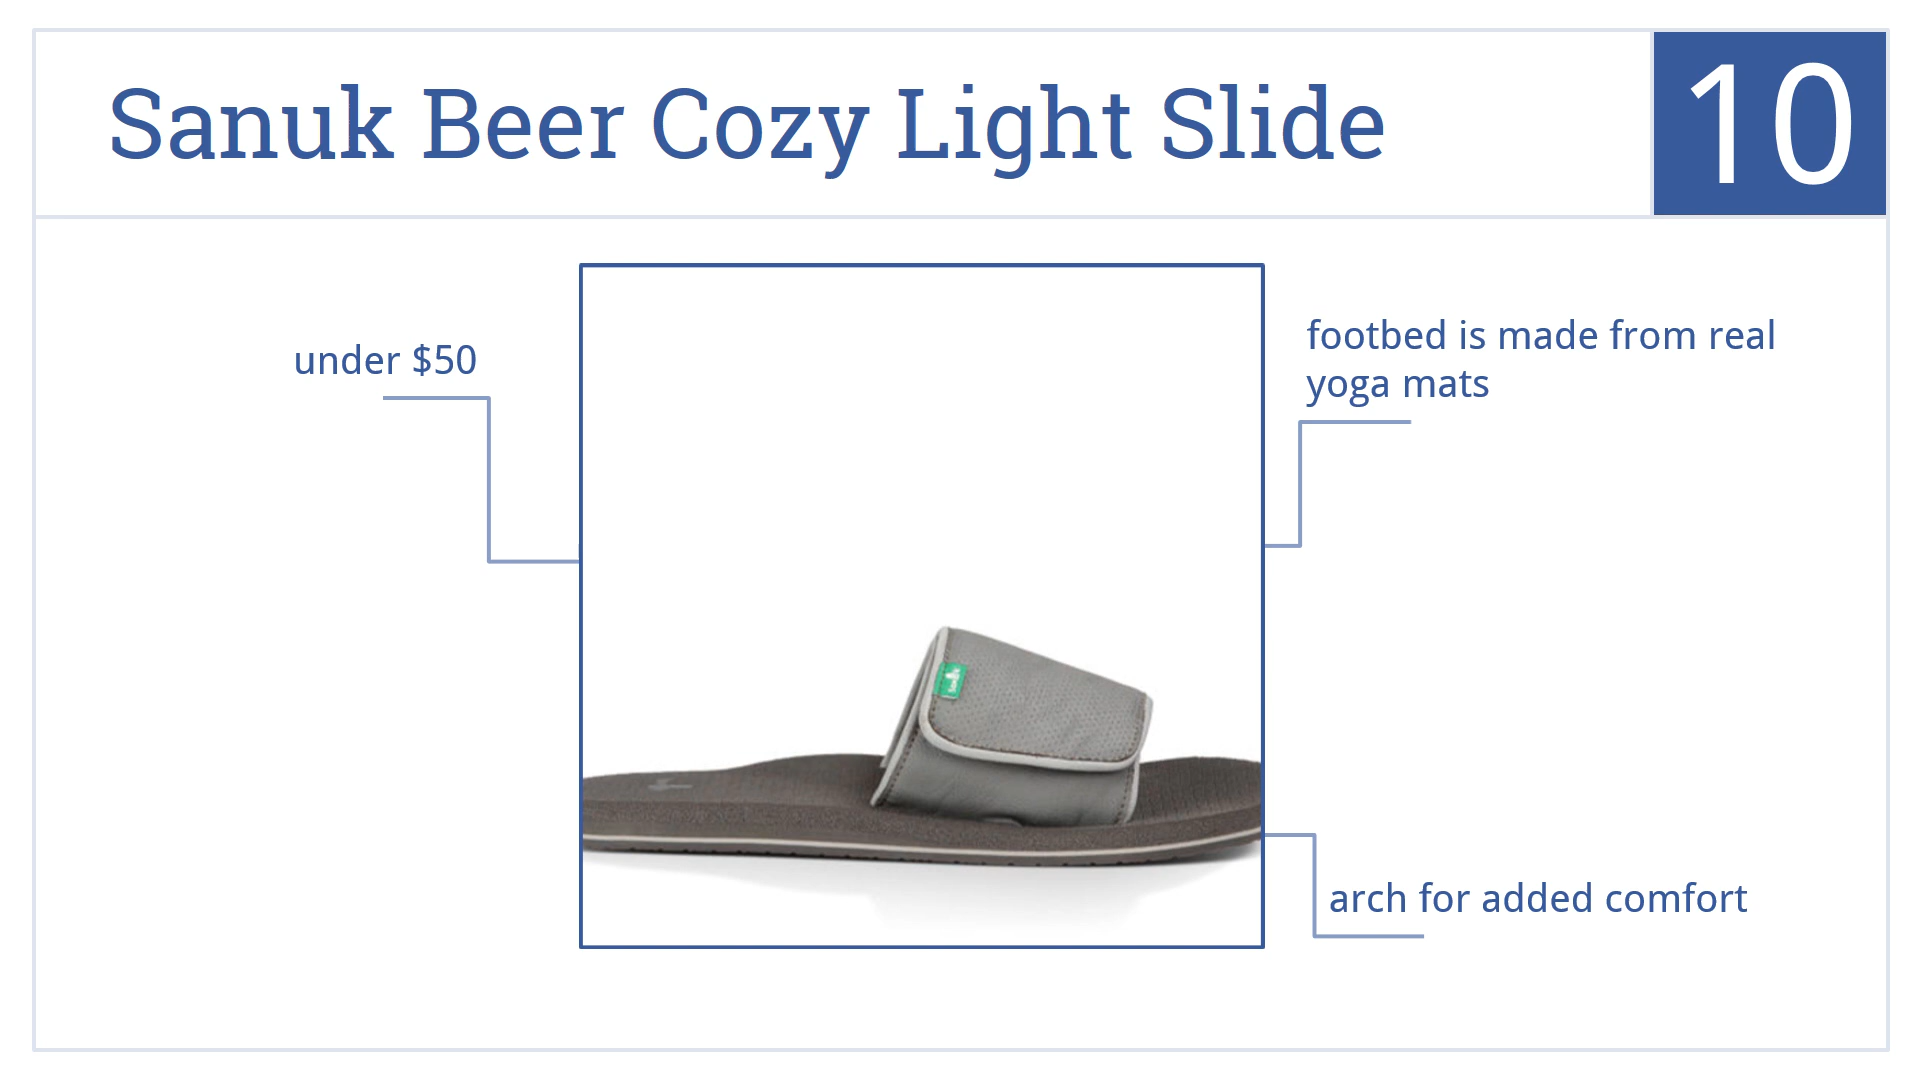 Sanuk Beer Cozy Light Slide
10
under $50
footbed is made from real
yoga mats
arch for added comfort